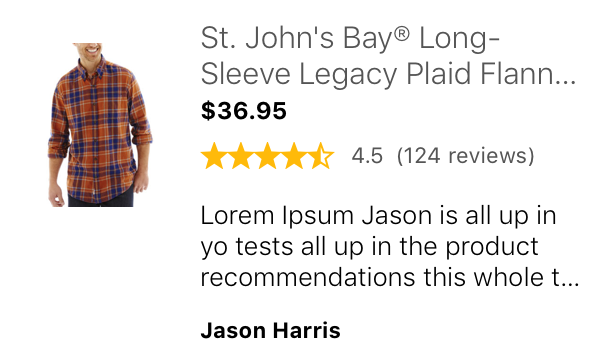 St. John's Bay® Long-
Sleeve Legacy Plaid Flann...
$36.95
4.5 (124 reviews)
Lorem Ipsum Jason is all up in
yo tests all up in the product
recommendations this whole t...
Jason Harris